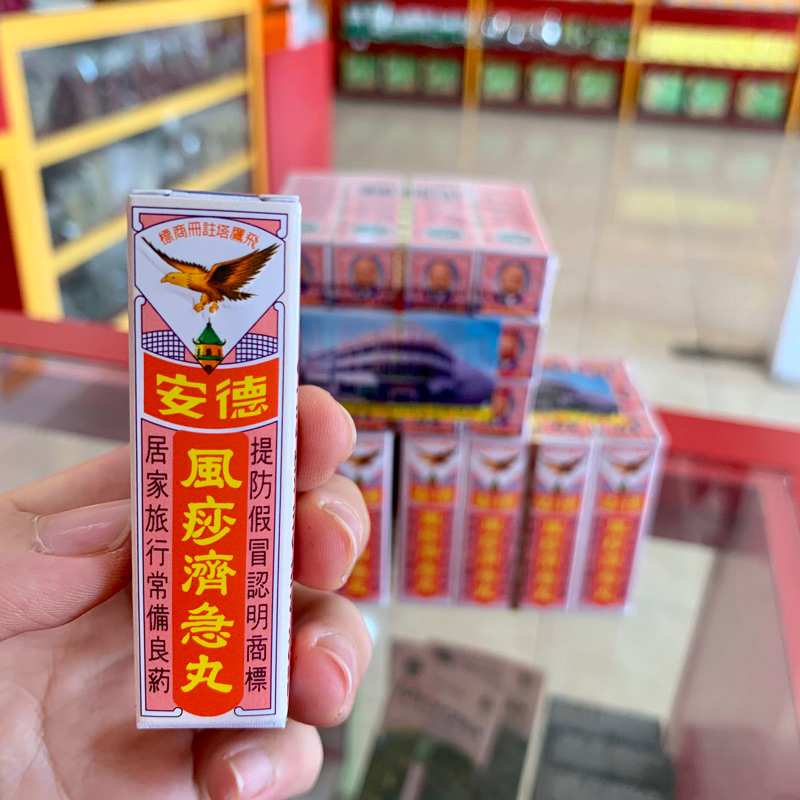 飛鷹塔註冊商標
德安
提防假冒認明商標
風痧濟急丸
居家旅行常備良葯